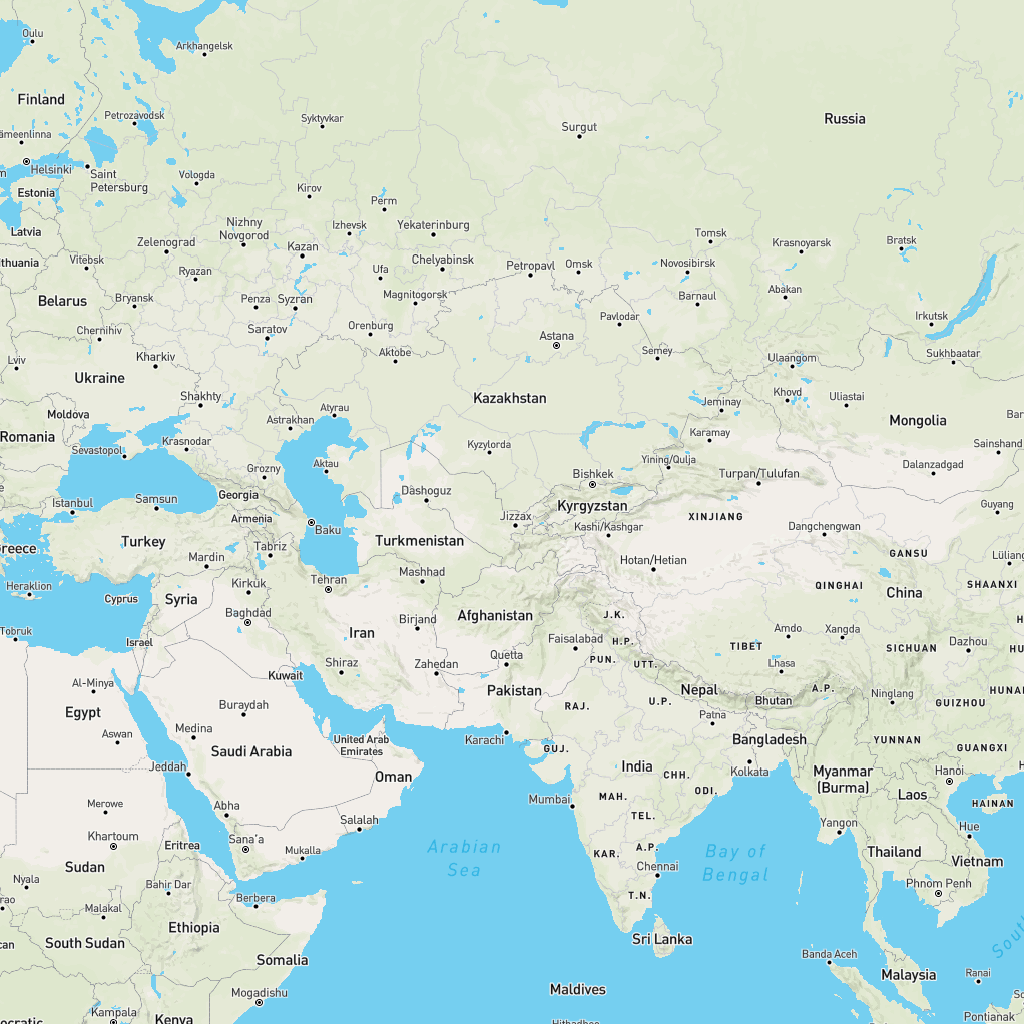 Oulu
Arkhangelsk
Finland
Petrozavodsk
Syktyvkar
Surgut
Russia
ämeenlinna
Helsinki
Saint
Petersburg
Estonia
Vologda
Kirov
Perm
Latvia
Nizhny
Novgorod
Izhevsk
Yekaterinburg
Tomsk
Zelenograd
Kazan
Krasnoyarsk
Bratsk
thuania
Vitebsk
Ryazan
Ufa
Chelyabinsk
Petropavl
Omsk
Novosibirsk
Belarus
Bryansk
Penza
Syzran
Magnitogorsk
Barnaul
Abakan
Irkutsk
Chernihiv
Saratov
Orenburg
Pavlodar
Astana
Lviv
Kharkiv
Aktobe
Semey
Ulaangom
Sukhbaatar
Ukraine
Shakhty
Kazakhstan
Jeminay
Khovd
Uliastai
Moldova
Astrakhan
Atyrau
Mongolia
Bar
Romania
Sevastopol
Krasnodar
Kyzylorda
Karamay
Sainshand
Grozny
Aktau
Bishkek
Yining/Qulja
Turpan/Tulufan
Dalanzadgad
Istanbul
Samsun
Georgia
Dashoguz
Kyrgyzstan
Guyang
Armenia
Baku
Jizzax
Kashi/Kashgar
XINJIANG
Dangchengwan
reece
Turkey
Tabriz
Turkmenistan
Hotan/Hetian
GANSU
Lüliang
Mardin
Heraklion
Kirkuk
Tehran
Mashhad
QINGHAI
China
SHAANXI
Cyprus
Syria
Baghdad
Birjand
Afghanistan
J.K.
H
Tobruk
Israel
Iran
Faisalabad
H.P.
Amdo
Xangda
Dazhou
TIBET
SICHUAN
HU
Kuwait
Shiraz
Zahedan
Quetta
PUN.
UTT.
Lhasa
Al-Minya
Pakistan
Nepal
A.P.
Ninglang
HUNAN
Egypt
Buraydah
RAJ.
U.P.
Bhutan
GUIZHOU
Aswan
Medina
Saudi Arabia
United Arab
Emirates
Karachi
GUJ.
Patna
Bangladesh
YUNNAN
GUANGXI
Jeddah
Oman
India
CHH.
Kolkata
Myanmar
(Burma)
Hanoi
Merowe
Abha
Mumbai
MAH.
ODI.
Laos
HAINAN
Khartoum
Eritrea
Sana'a
Salalah
TEL.
Yangon
Hue
Sudan
Mukalla
Arabian
Sea
KAR.
A.P.
Bay of
Bengal
Thailand
Vietnam
Nyala
Bahir Dar
Berbera
Chennai
Phnom Penh
rao
Malakal
T.N.
South Sudan
Ethiopia
Sri Lanka
South
can
Somalia
Banda Aceh
Malaysia
Ranai
Mogadishu
Maldives
Kampala
Kenya
Pontianak
ocratic
Hithadhoo